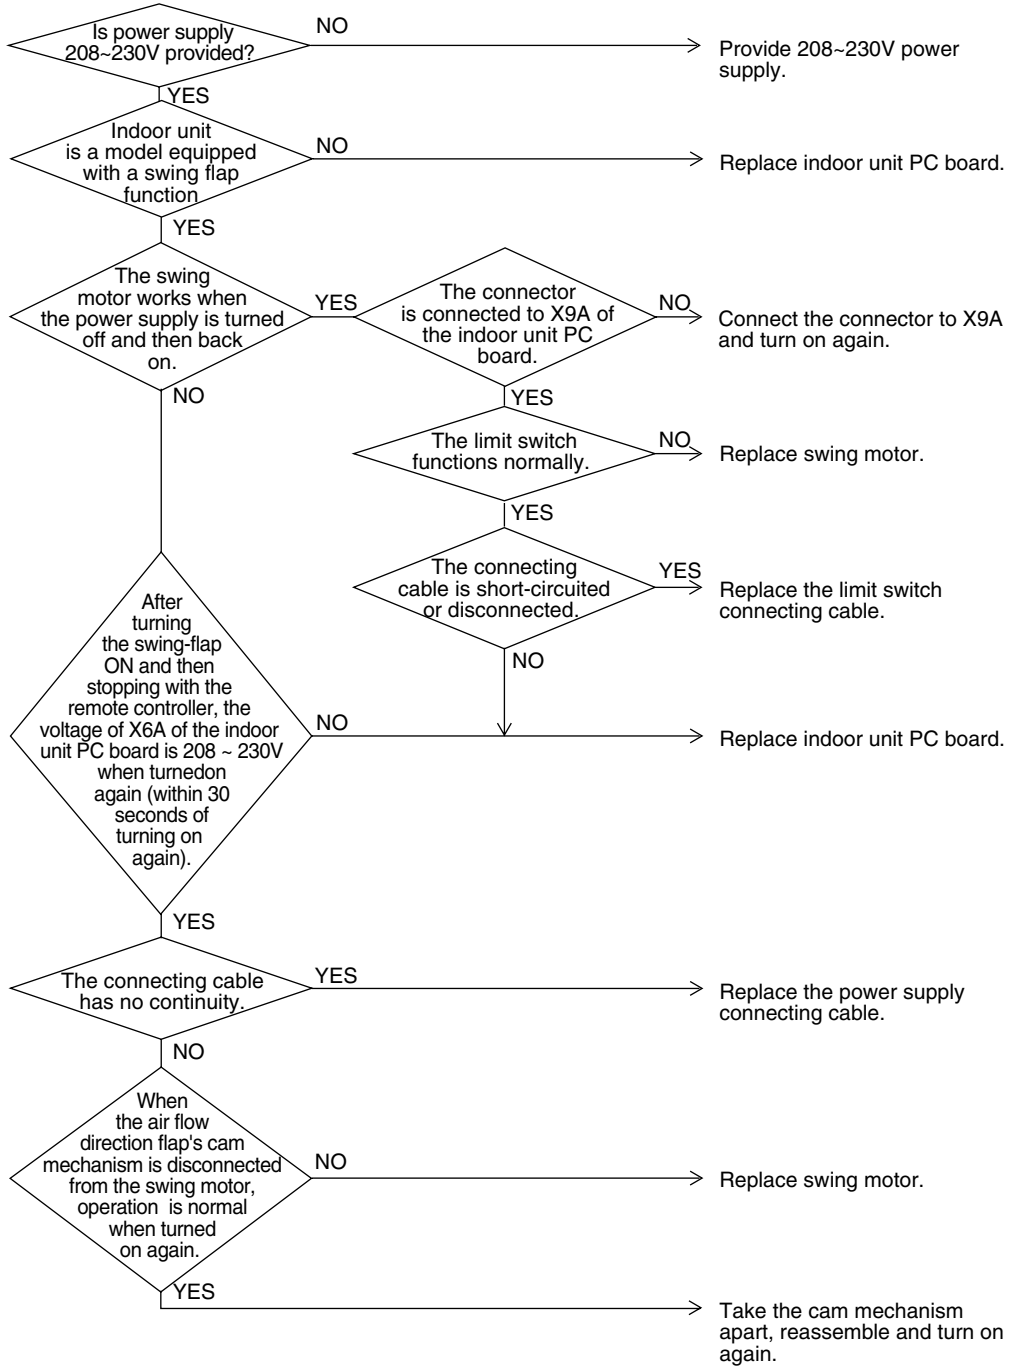 Is power supply
208~230V provided?
NO
Provide 208~230V power
supply.
YES
Indoor unit
is a model equipped
with a swing flap
function
NO
Replace indoor unit PC board.
YES
The swing
motor works when
the power supply is turned
off and then back
on.
YES
The connector
is connected to X9A of
the indoor unit PC
board.
NO
Connect the connector to X9A
and turn on again.
NO
YES
The limit switch
functions normally.
NO
Replace swing motor.
YES
The connecting
cable is short-circuited
or disconnected.
YES
Replace the limit switch
connecting cable.
NO
After
turning
the swing-flap
ON and then
stopping with the
remote controller, the
voltage of X6A of the indoor
unit PC board is 208 ~ 230V
when turnedon
again (within 30
seconds of
turning on
again).
NO
Replace indoor unit PC board.
YES
The connecting cable
has no continuity.
YES
Replace the power supply
connecting cable.
NO
When
the air flow
direction flap's cam
mechanism is disconnected
from the swing motor,
operation is normal
when turned
on again.
NO
Replace swing motor.
YES
Take the cam mechanism
apart, reassemble and turn on
again.